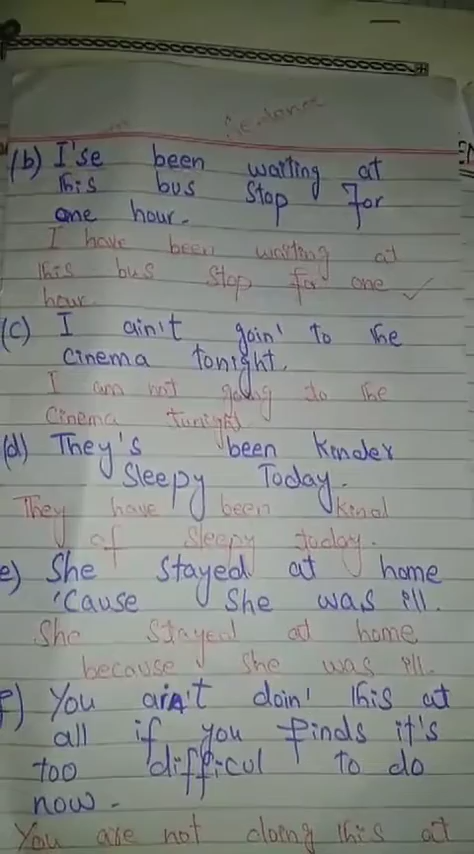 Sentence
(b) I'se been waiting at
this bus stop for
one hour.
I have been waiting at
this bus stop for one ✓
hour
(c) I ain't goin' to the
cinema tonight.
I am not going to the
cinema tunight
(d) They's been kinder
Sleepy Today.
They have been kind
of sleepy today.
e) She stayed at home
'Cause She was ill.
She stayed at home
because she was ill.
f) You ain't doin' this at
all if you finds it's
too difficul to do
now.
You are not doing this at